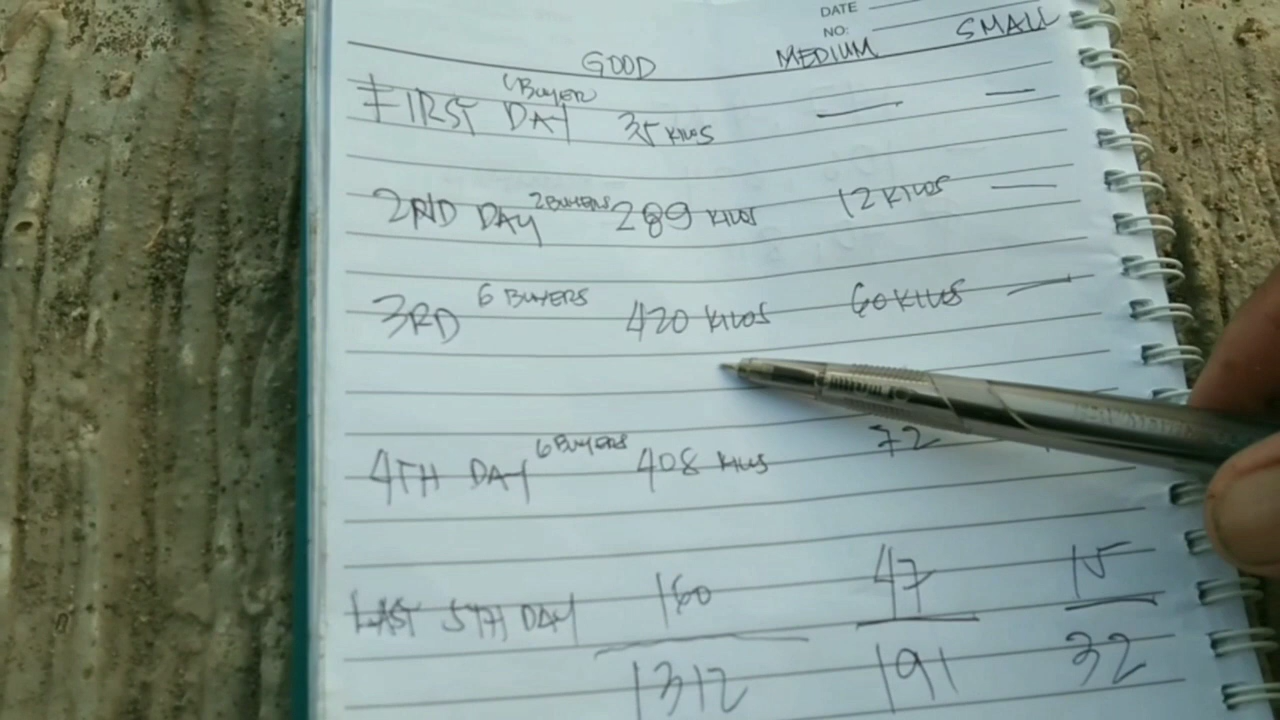 DATE
NO:
GOOD MEDIUM SMALL
1 BUYER
FIRST DAY 35 KILOS — —
2ND DAY 2 BUYERS 289 KILOS 12 KILOS —
3RD 6 BUYERS 420 KILOS 60 KILOS —
4TH DAY 6 BUYERS 408 KILOS 72
LAST 5TH DAY 160 47 15
1312 191 32